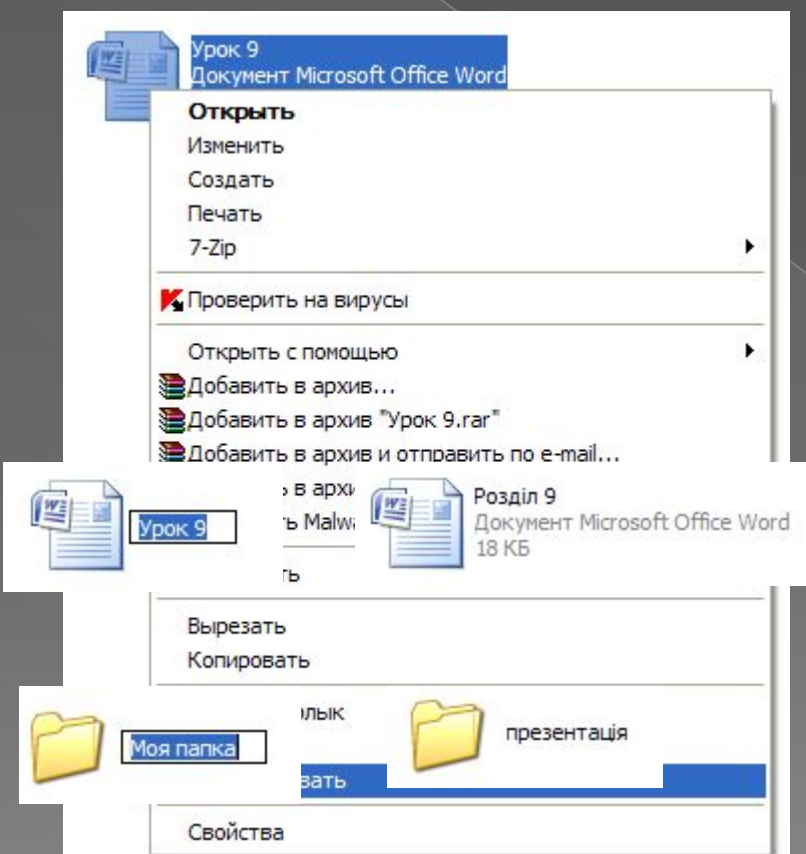 Урок 9
Документ Microsoft Office Word
Открыть
Изменить
Создать
Печать
7-Zip
Проверить на вирусы
Открыть с помощью
Добавить в архив...
Добавить в архив "Урок 9.rar"
Добавить в архив и отправить по e-mail...
Урок 9
Розділ 9
Документ Microsoft Office Word
18 КБ
Вырезать
Копировать
Моя папка
презентація
Свойства